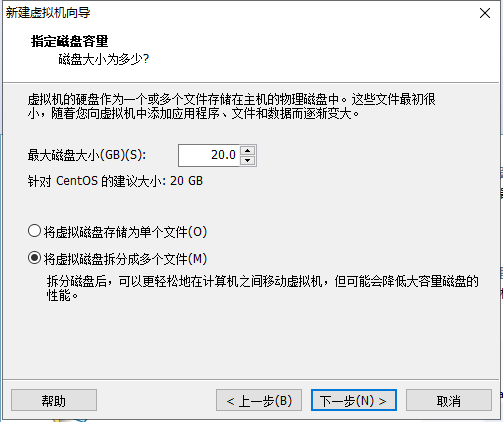 新建虚拟机向导
指定磁盘容量
磁盘大小为多少?
虚拟机的硬盘作为一个或多个文件存储在主机的物理磁盘中。这些文件最初很
小，随着您向虚拟机中添加应用程序、文件和数据而逐渐变大。
最大磁盘大小(GB)(S): 20.0
针对 CentOS 的建议大小: 20 GB
将虚拟磁盘存储为单个文件(O)
将虚拟磁盘拆分成多个文件(M)
拆分磁盘后，可以更轻松地在计算机之间移动虚拟机，但可能会降低大容量磁盘的
性能。
帮助 < 上一步(B) 下一步(N) > 取消